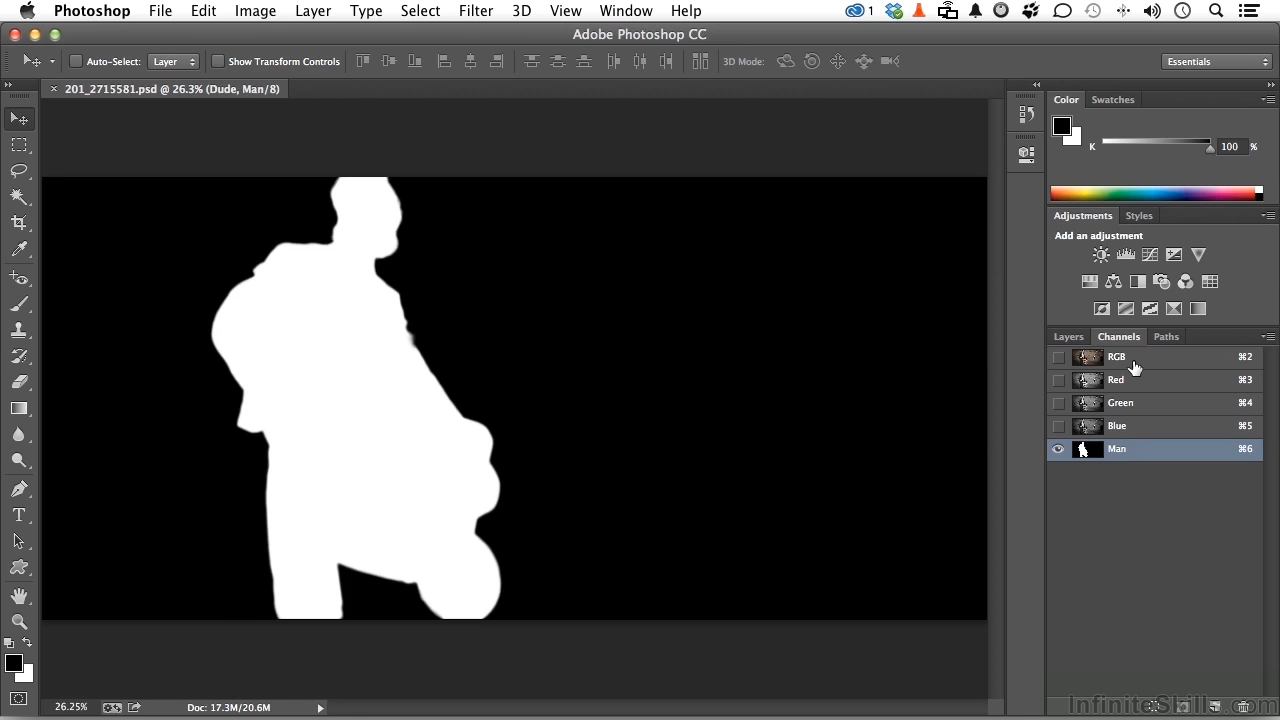 Photoshop File Edit Image Layer Type Select Filter 3D View Window Help 1
Adobe Photoshop CC
Auto-Select: Layer Show Transform Controls 3D Mode: Essentials
× 201_2715581.psd @ 26.3% (Dude, Man/8)
Color Swatches
K 100 %
Adjustments Styles
Add an adjustment
Layers Channels Paths
RGB ⌘2
Red ⌘3
Green ⌘4
Blue ⌘5
Man ⌘6
26.25% Doc: 17.3M/20.6M
InfiniteSkills.com